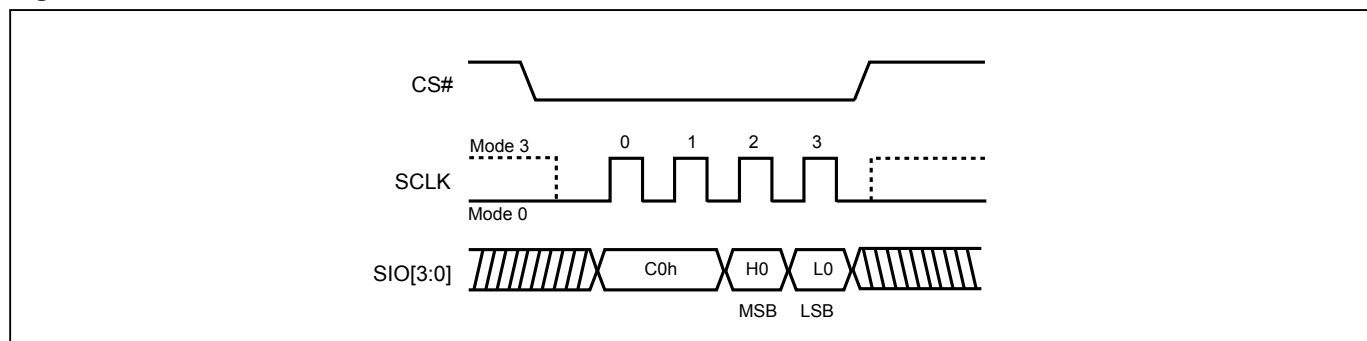 CS#
Mode 3
0 1 2 3
SCLK
Mode 0
SIO[3:0]
C0h H0 L0
MSB LSB